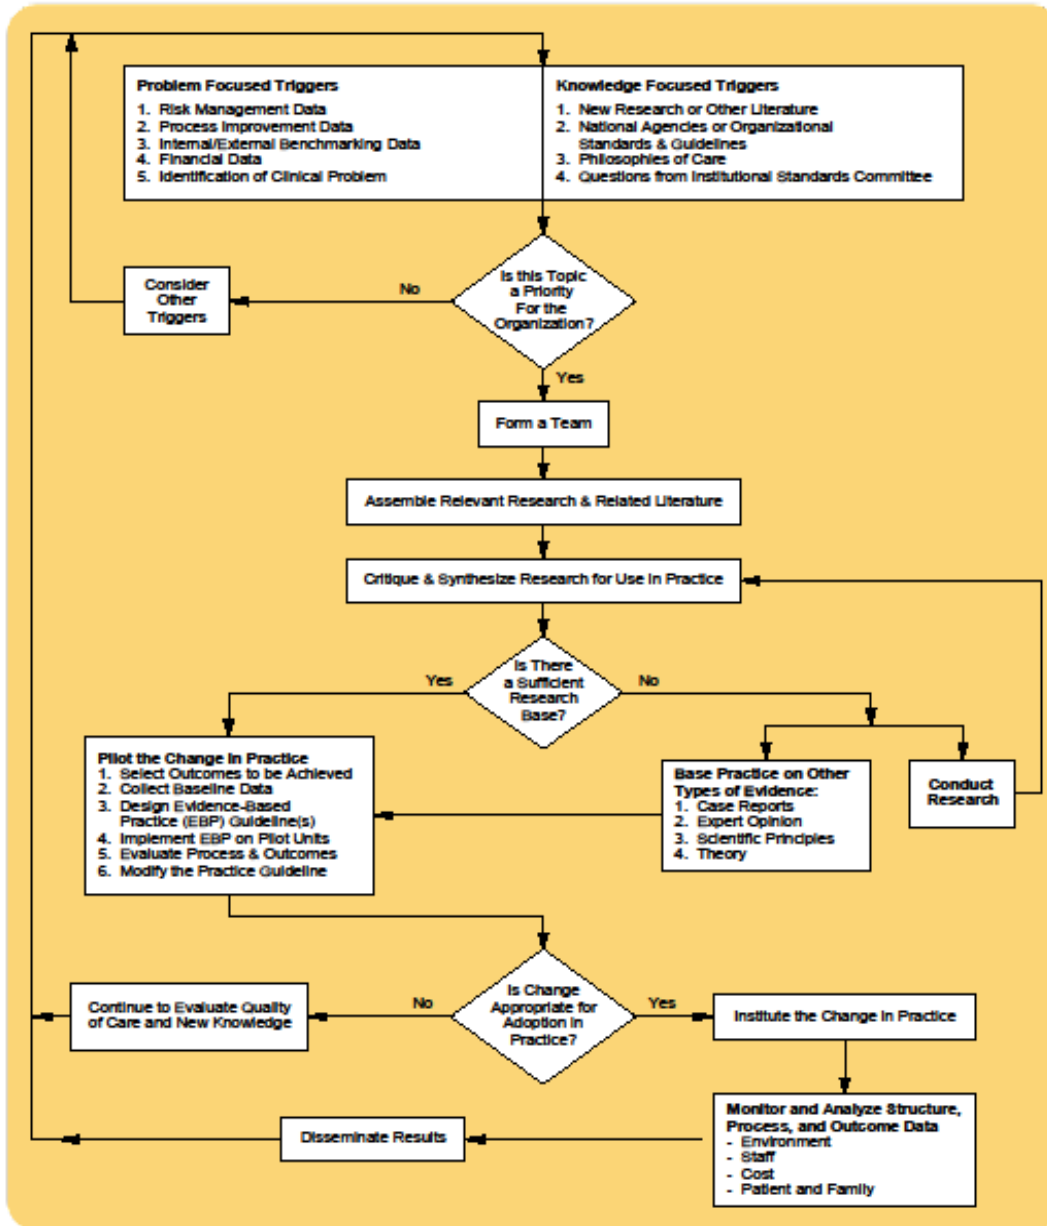 Problem Focused Triggers
1. Risk Management Data
2. Process Improvement Data
3. Internal/External Benchmarking Data
4. Financial Data
5. Identification of Clinical Problem
Knowledge Focused Triggers
1. New Research or Other Literature
2. National Agencies or Organizational
Standards & Guidelines
3. Philosophies of Care
4. Questions from Institutional Standards Committee
Consider
Other
Triggers
No
Is this Topic
a Priority
For the
Organization?
Yes
Form a Team
Assemble Relevant Research & Related Literature
Critique & Synthesize Research for Use in Practice
Yes
Is There
a Sufficient
Research
Base?
No
Pilot the Change in Practice
1. Select Outcomes to be Achieved
2. Collect Baseline Data
3. Design Evidence-Based
Practice (EBP) Guideline(s)
4. Implement EBP on Pilot Units
5. Evaluate Process & Outcomes
6. Modify the Practice Guideline
Base Practice on Other
Types of Evidence:
1. Case Reports
2. Expert Opinion
3. Scientific Principles
4. Theory
Conduct
Research
Continue to Evaluate Quality
of Care and New Knowledge
No
Is Change
Appropriate for
Adoption in
Practice?
Yes
Institute the Change in Practice
Disseminate Results
Monitor and Analyze Structure,
Process, and Outcome Data
- Environment
- Staff
- Cost
- Patient and Family